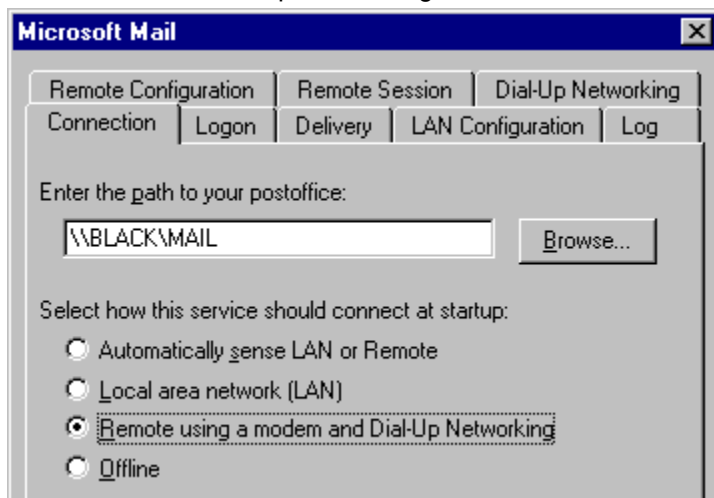 Microsoft Mail
Remote Configuration Remote Session Dial-Up Networking
Connection Logon Delivery LAN Configuration Log
Enter the path to your postoffice:
\\BLACK\MAIL
Browse...
Select how this service should connect at startup:
Automatically sense LAN or Remote
Local area network (LAN)
Remote using a modem and Dial-Up Networking
Offline